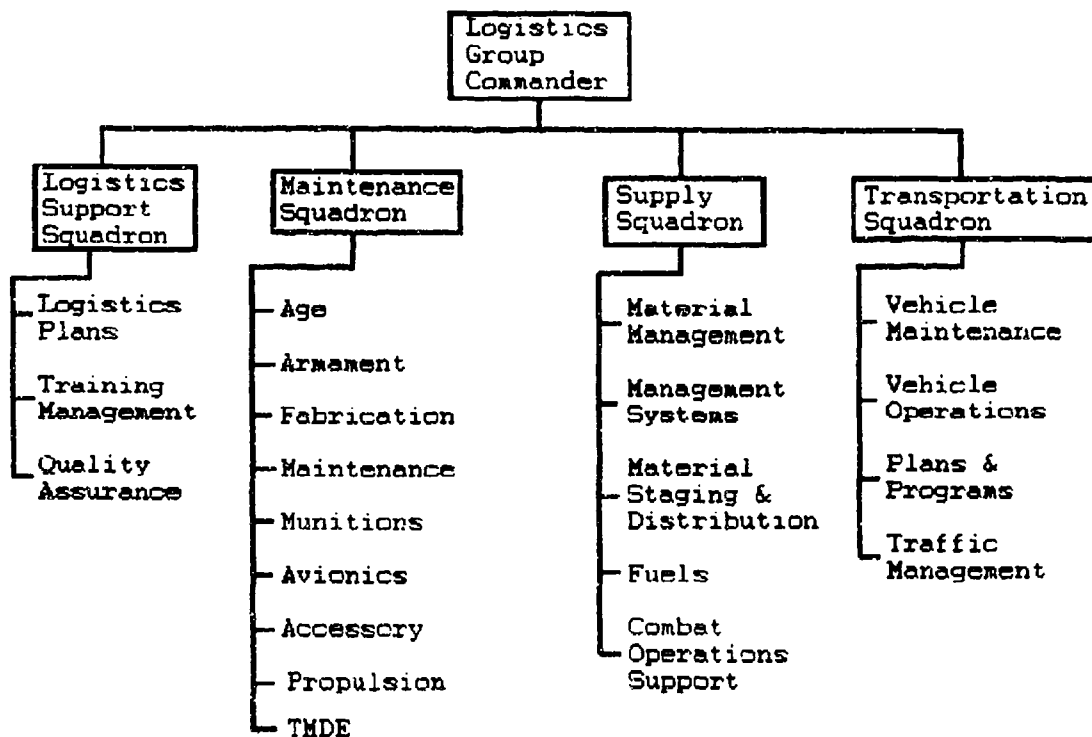 Logistics
Group
Commander
Logistics
Support
Squadron
Maintenance
Squadron
Supply
Squadron
Transportation
Squadron
Logistics
Plans
Training
Management
Quality
Assurance
Age
Armament
Fabrication
Maintenance
Munitions
Avionics
Accessory
Propulsion
TMDE
Material
Management
Management
Systems
Material
Staging &
Distribution
Fuels
Combat
Operations
Support
Vehicle
Maintenance
Vehicle
Operations
Plans &
Programs
Traffic
Management